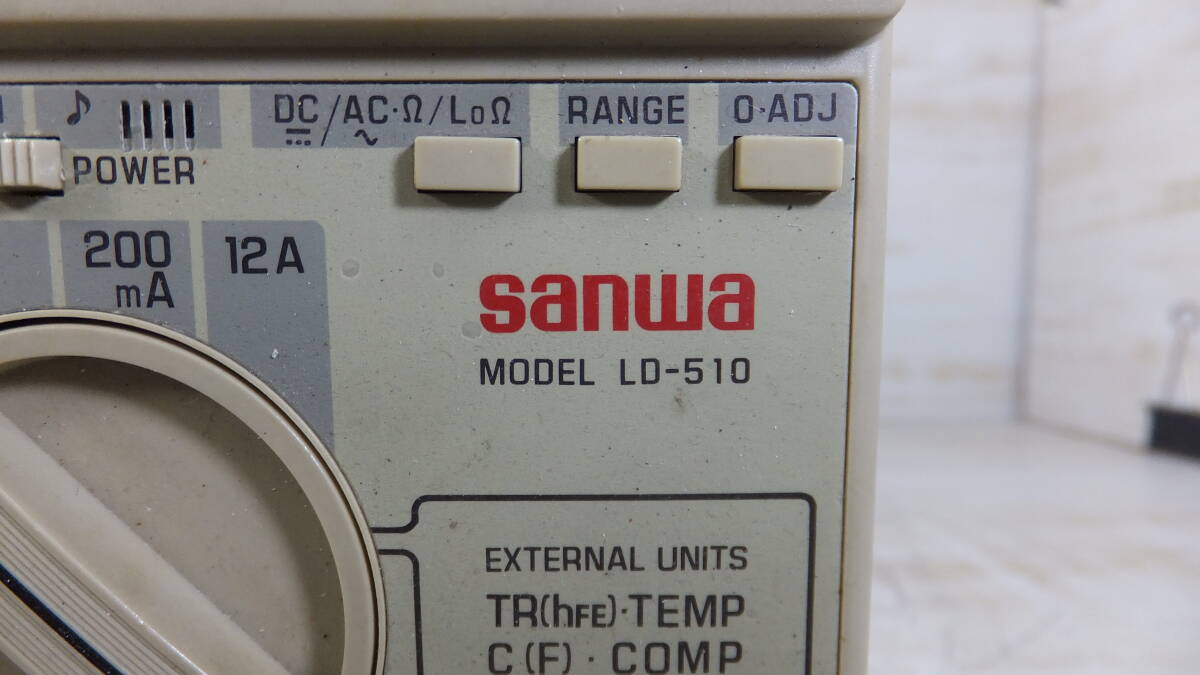 DC/AC·Ω/LoΩ
RANGE
0·ADJ
POWER
200
mA
12A
sanwa
MODEL LD-510
EXTERNAL UNITS
TR(hFE)·TEMP
C(F)·COMP